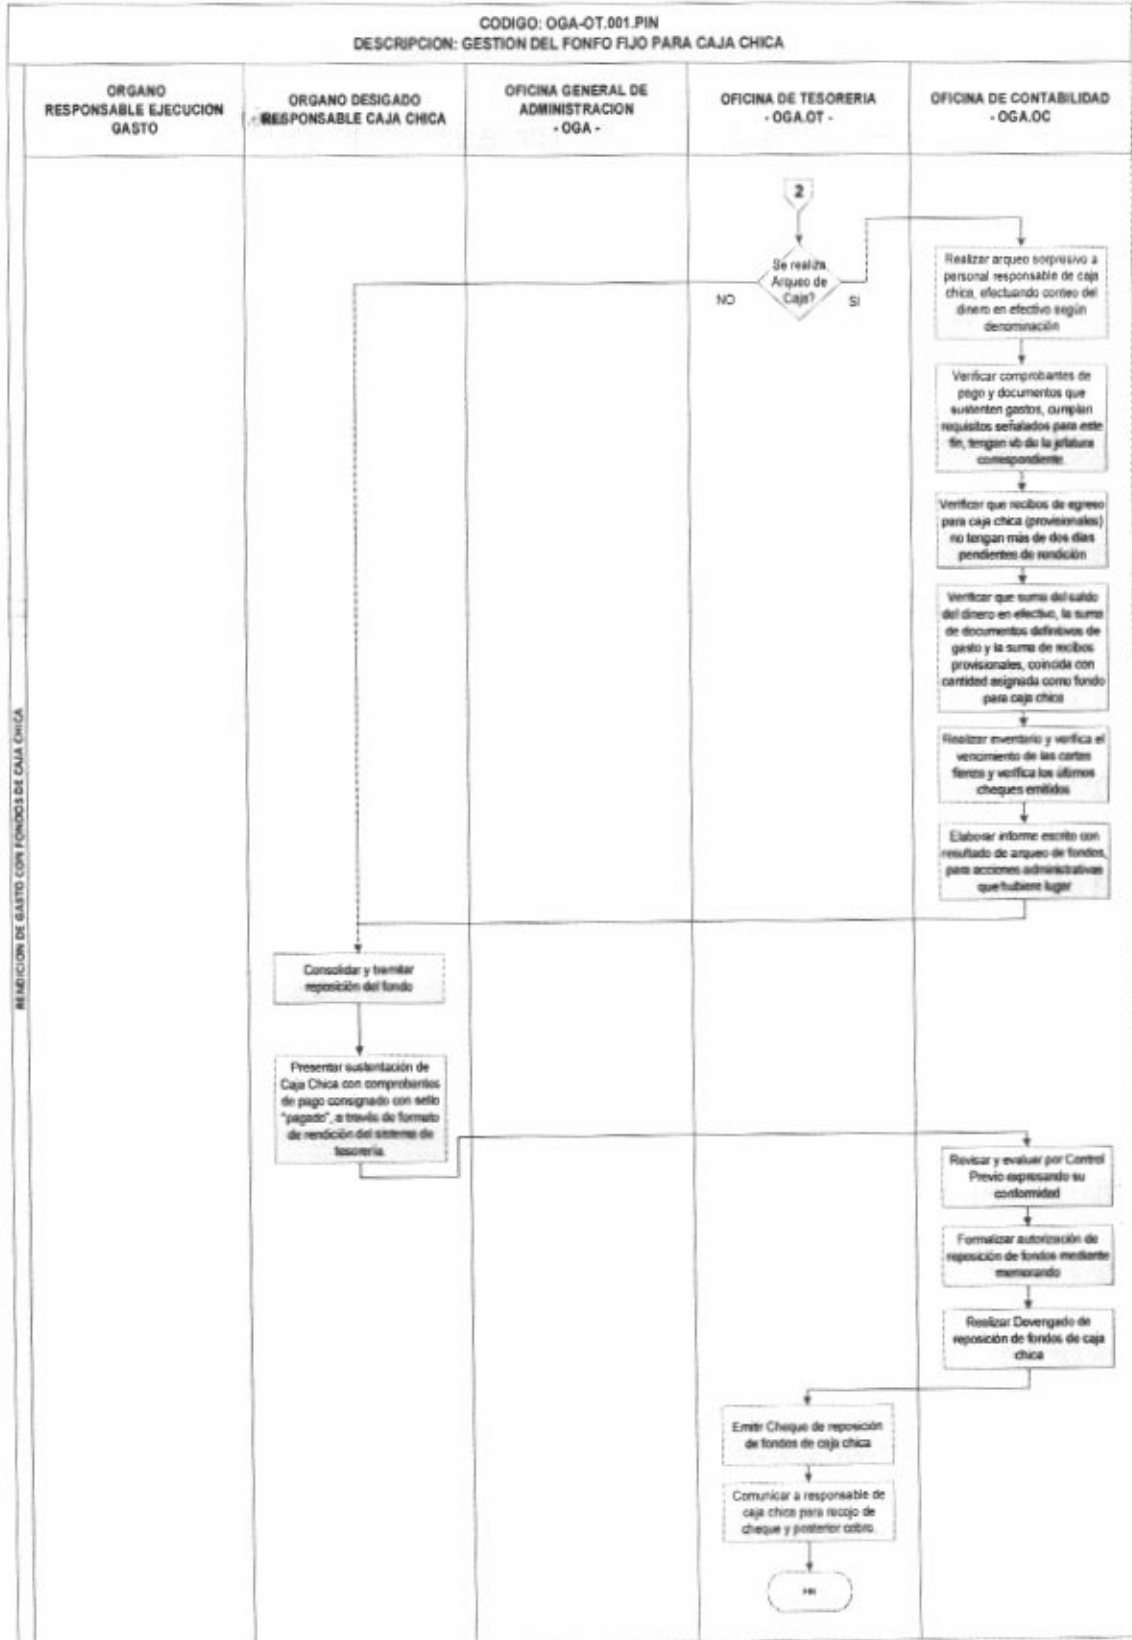 CODIGO: OGA-OT.001.PIN
DESCRIPCION: GESTION DEL FONFO FIJO PARA CAJA CHICA
ORGANO
RESPONSABLE EJECUCION
GASTO
ORGANO DESIGADO
RESPONSABLE CAJA CHICA
OFICINA GENERAL DE
ADMINISTRACION
- OGA -
OFICINA DE TESORERIA
- OGA.OT -
OFICINA DE CONTABILIDAD
- OGA.OC
RENDICION DE GASTO CON FONDOS DE CAJA CHICA
2
Se realiza
Arqueo de
Caja?
NO
SI
Realizar arqueo sorpresivo a
personal responsable de caja
chica, efectuando conteo del
dinero en efectivo según
denominación
Verificar comprobantes de
pago y documentos que
sustenten gastos, cumplan
requisitos señalados para este
fin, tengan vb de la jefatura
correspondiente.
Verificar que recibos de egreso
para caja chica (provisionales)
no tengan más de dos días
pendientes de rendición
Verificar que suma del saldo
del dinero en efectivo, la suma
de documentos definitivos de
gasto y la suma de recibos
provisionales, coincida con
cantidad asignada como fondo
para caja chica
Realizar inventario y verifica el
vencimiento de las cartas
fianza y verifica los últimos
cheques emitidos
Elaborar informe escrito con
resultado de arqueo de fondos,
para acciones administrativas
que hubiere lugar
Consolidar y tramitar
reposición del fondo
Presentar sustentación de
Caja Chica con comprobantes
de pago consignado con sello
"pagado", a través de formato
de rendición del sistema de
tesorería.
Revisar y evaluar por Control
Previo expresando su
conformidad
Formalizar autorización de
reposición de fondos mediante
memorando
Realizar Devengado de
reposición de fondos de caja
chica
Emitir Cheque de reposición
de fondos de caja chica
Comunicar a responsable de
caja chica para recojo de
cheque y posterior cobro.